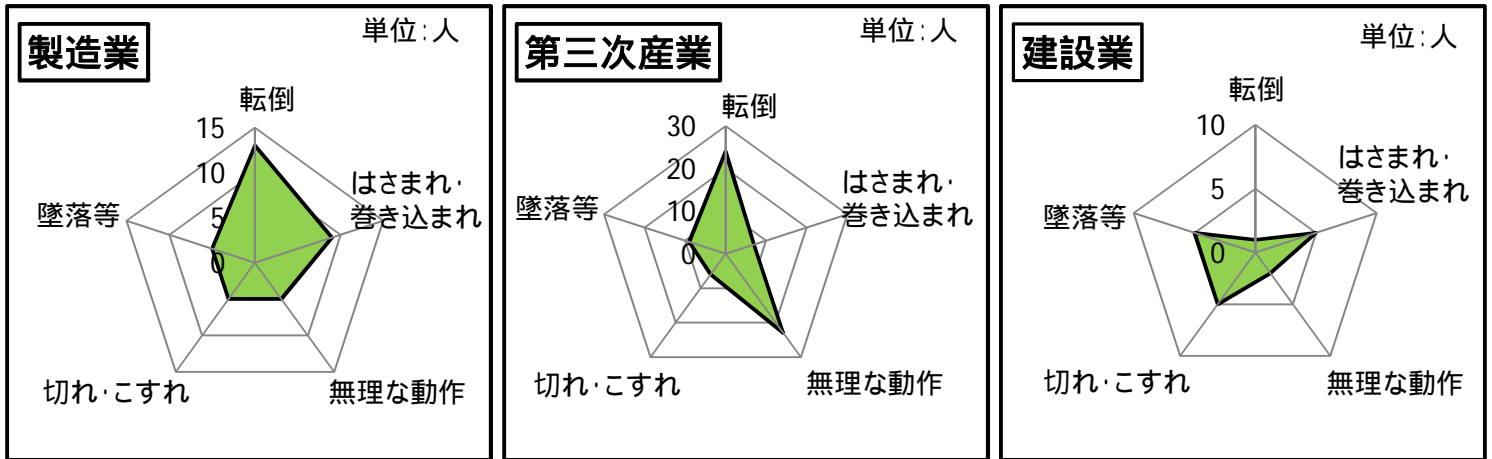 製造業
単位:人
転倒
15
10
5
0
はさまれ・
巻き込まれ
墜落等
切れ・こすれ
無理な動作
第三次産業
単位:人
転倒
30
20
10
0
はさまれ・
巻き込まれ
墜落等
切れ・こすれ
無理な動作
建設業
単位:人
転倒
10
5
0
はさまれ・
巻き込まれ
墜落等
切れ・こすれ
無理な動作